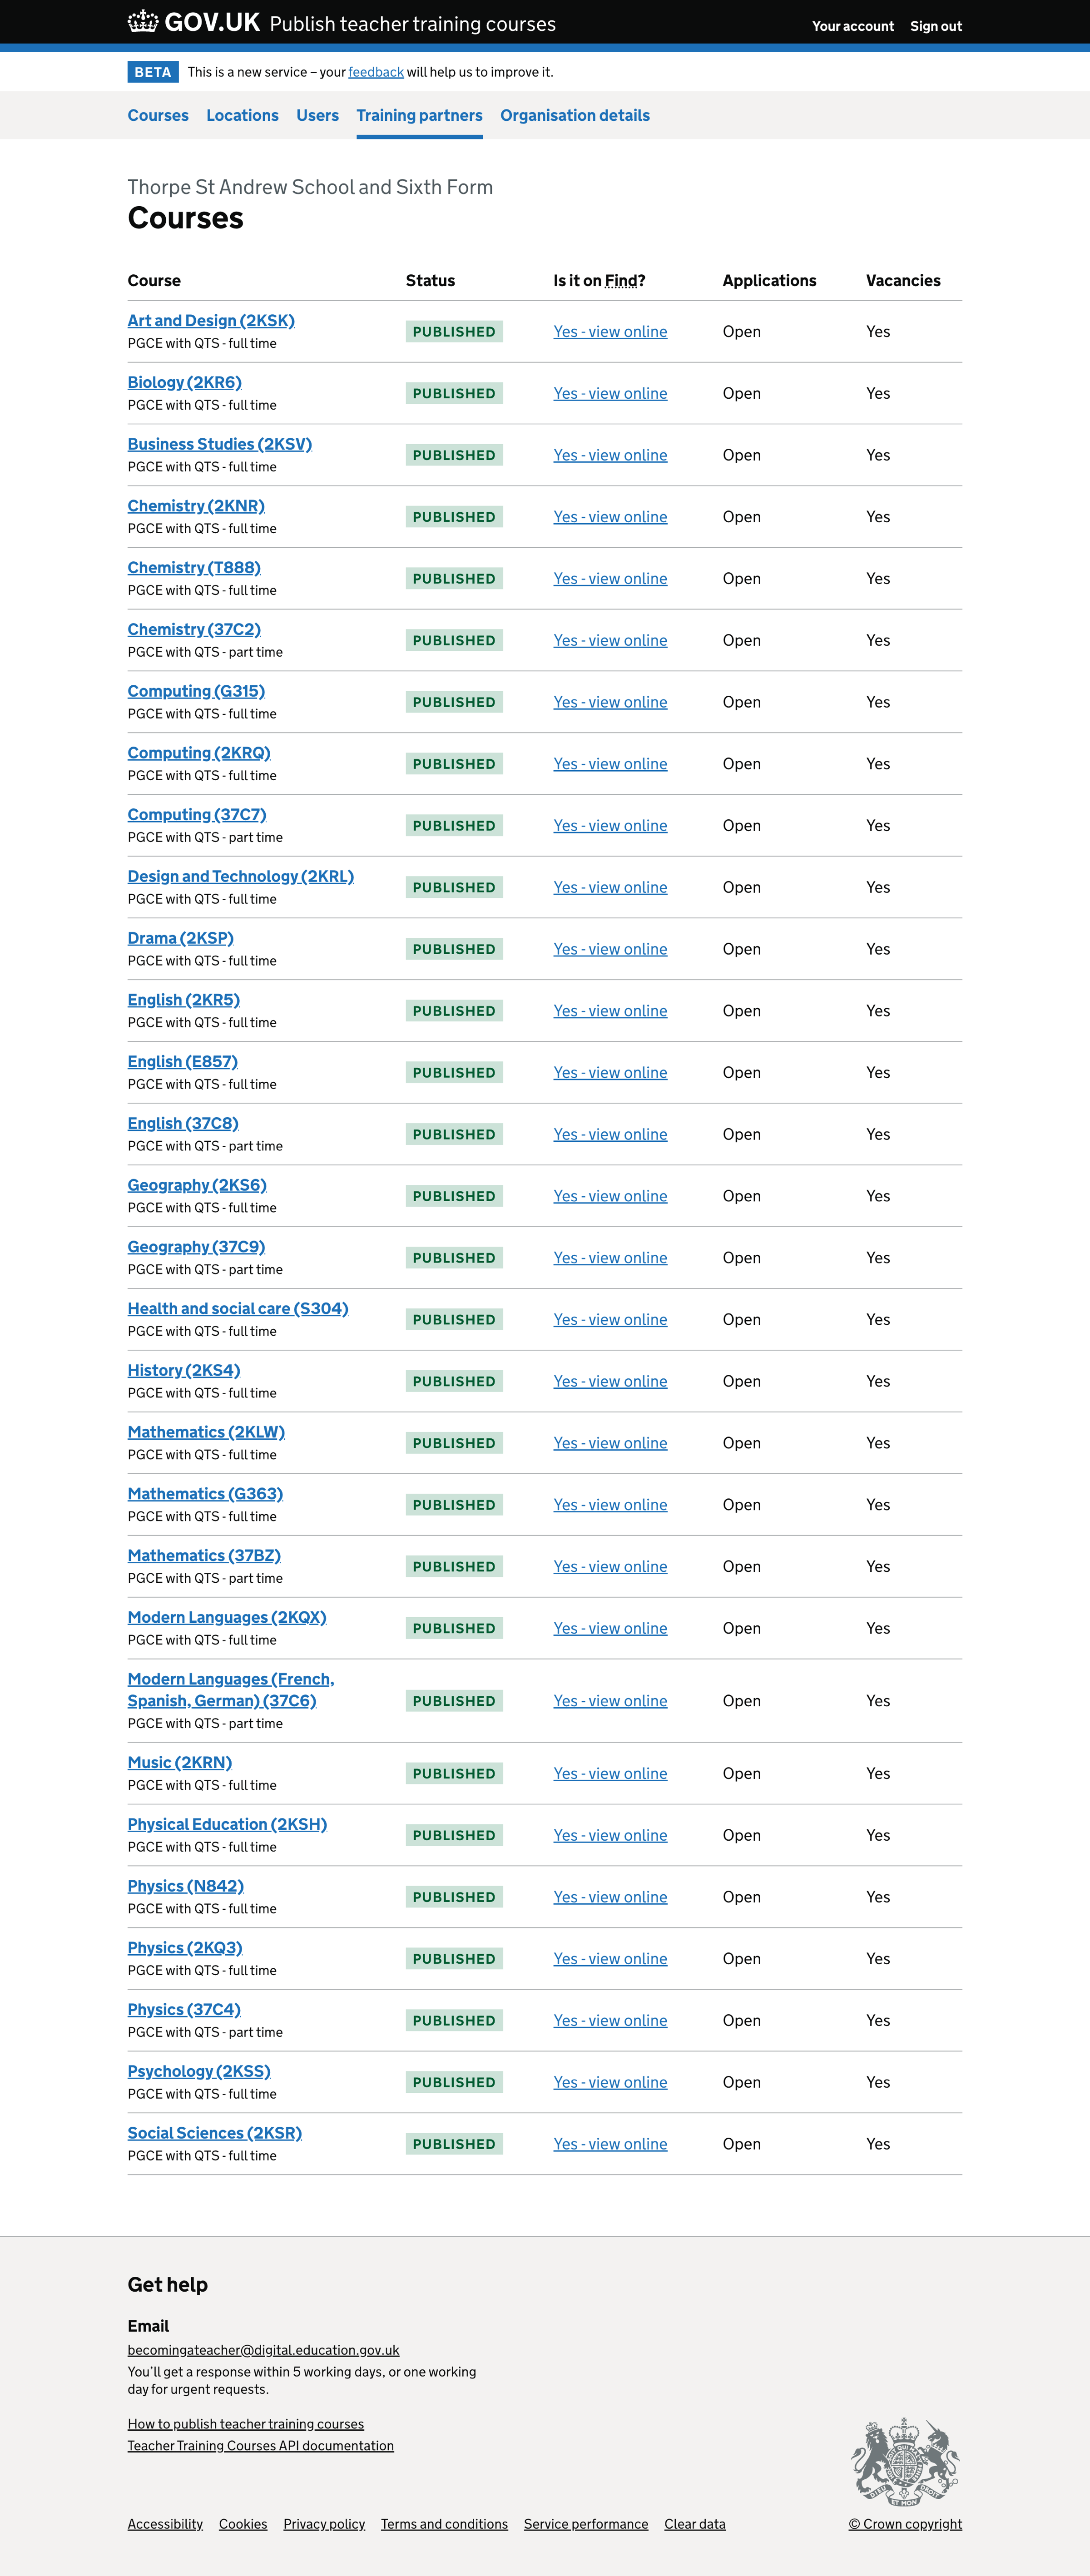 GOV.UK Publish teacher training courses Your account Sign out
BETA This is a new service – your feedback will help us to improve it.
Courses Locations Users Training partners Organisation details
Thorpe St Andrew School and Sixth Form
Courses
Course Status Is it on Find? Applications Vacancies
Art and Design (2KSK)
PGCE with QTS - full time
PUBLISHED Yes - view online Open Yes
Biology (2KR6)
PGCE with QTS - full time
PUBLISHED Yes - view online Open Yes
Business Studies (2KSV)
PGCE with QTS - full time
PUBLISHED Yes - view online Open Yes
Chemistry (2KNR)
PGCE with QTS - full time
PUBLISHED Yes - view online Open Yes
Chemistry (T888)
PGCE with QTS - full time
PUBLISHED Yes - view online Open Yes
Chemistry (37C2)
PGCE with QTS - part time
PUBLISHED Yes - view online Open Yes
Computing (G315)
PGCE with QTS - full time
PUBLISHED Yes - view online Open Yes
Computing (2KRQ)
PGCE with QTS - full time
PUBLISHED Yes - view online Open Yes
Computing (37C7)
PGCE with QTS - part time
PUBLISHED Yes - view online Open Yes
Design and Technology (2KRL)
PGCE with QTS - full time
PUBLISHED Yes - view online Open Yes
Drama (2KSP)
PGCE with QTS - full time
PUBLISHED Yes - view online Open Yes
English (2KR5)
PGCE with QTS - full time
PUBLISHED Yes - view online Open Yes
English (E857)
PGCE with QTS - full time
PUBLISHED Yes - view online Open Yes
English (37C8)
PGCE with QTS - part time
PUBLISHED Yes - view online Open Yes
Geography (2KS6)
PGCE with QTS - full time
PUBLISHED Yes - view online Open Yes
Geography (37C9)
PGCE with QTS - part time
PUBLISHED Yes - view online Open Yes
Health and social care (S304)
PGCE with QTS - full time
PUBLISHED Yes - view online Open Yes
History (2KS4)
PGCE with QTS - full time
PUBLISHED Yes - view online Open Yes
Mathematics (2KLW)
PGCE with QTS - full time
PUBLISHED Yes - view online Open Yes
Mathematics (G363)
PGCE with QTS - full time
PUBLISHED Yes - view online Open Yes
Mathematics (37BZ)
PGCE with QTS - part time
PUBLISHED Yes - view online Open Yes
Modern Languages (2KQX)
PGCE with QTS - full time
PUBLISHED Yes - view online Open Yes
Modern Languages (French,
Spanish, German) (37C6)
PGCE with QTS - part time
PUBLISHED Yes - view online Open Yes
Music (2KRN)
PGCE with QTS - full time
PUBLISHED Yes - view online Open Yes
Physical Education (2KSH)
PGCE with QTS - full time
PUBLISHED Yes - view online Open Yes
Physics (N842)
PGCE with QTS - full time
PUBLISHED Yes - view online Open Yes
Physics (2KQ3)
PGCE with QTS - full time
PUBLISHED Yes - view online Open Yes
Physics (37C4)
PGCE with QTS - part time
PUBLISHED Yes - view online Open Yes
Psychology (2KSS)
PGCE with QTS - full time
PUBLISHED Yes - view online Open Yes
Social Sciences (2KSR)
PGCE with QTS - full time
PUBLISHED Yes - view online Open Yes
Get help
Email
becomingateacher@digital.education.gov.uk
You’ll get a response within 5 working days, or one working
day for urgent requests.
How to publish teacher training courses
Teacher Training Courses API documentation
DIEU ET MON DROIT
Accessibility Cookies Privacy policy Terms and conditions Service performance Clear data © Crown copyright